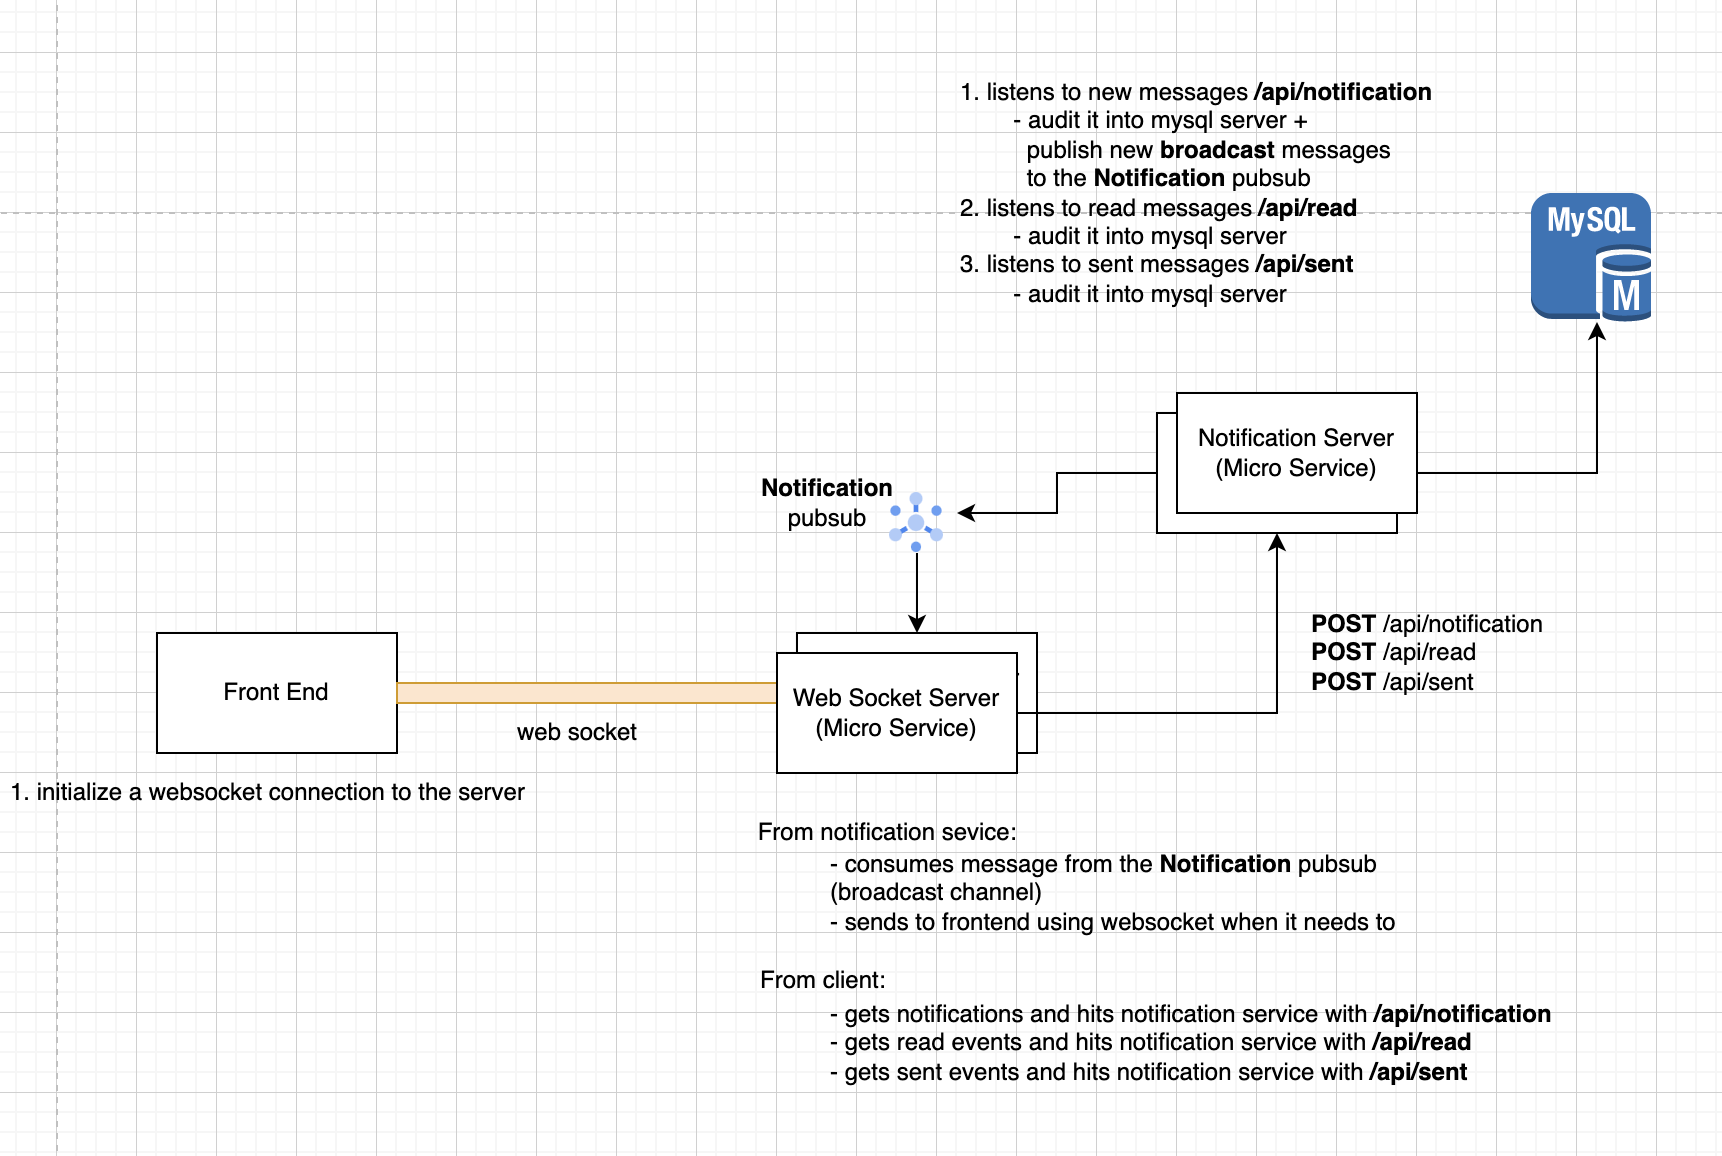 1. listens to new messages /api/notification
- audit it into mysql server +
publish new broadcast messages
to the Notification pubsub
2. listens to read messages /api/read
- audit it into mysql server
3. listens to sent messages /api/sent
- audit it into mysql server
MySQL
M
Notification Server
(Micro Service)
Notification
pubsub
POST /api/notification
POST /api/read
POST /api/sent
Front End
web socket
Web Socket Server
(Micro Service)
1. initialize a websocket connection to the server
From notification sevice:
- consumes message from the Notification pubsub
(broadcast channel)
- sends to frontend using websocket when it needs to
From client:
- gets notifications and hits notification service with /api/notification
- gets read events and hits notification service with /api/read
- gets sent events and hits notification service with /api/sent